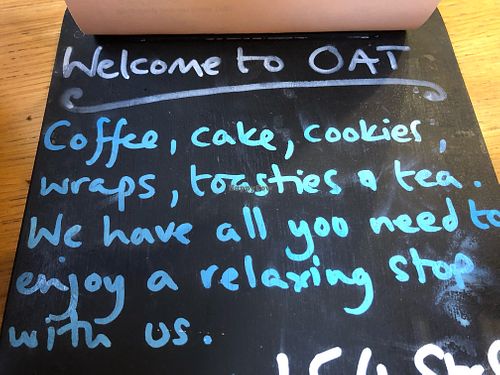 Welcome to OAT
Coffee, cake, cookies,
wraps, toasties & tea.
We have all you need to
enjoy a relaxing stop
with us.